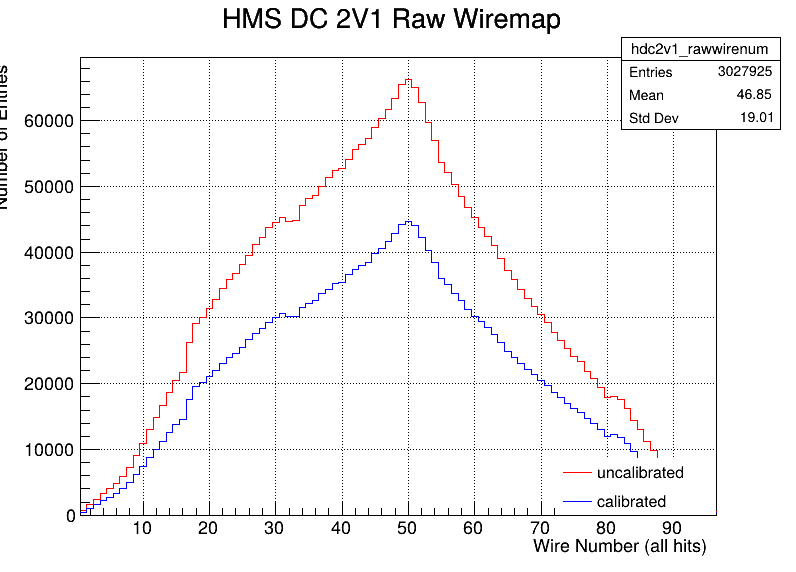 HMS DC 2V1 Raw Wiremap
hdc2v1_rawwirenum
Entries 3027925
Mean 46.85
Std Dev 19.01
Number of Entries
60000
50000
40000
30000
20000
10000
0
uncalibrated
calibrated
10 20 30 40 50 60 70 80 90
Wire Number (all hits)